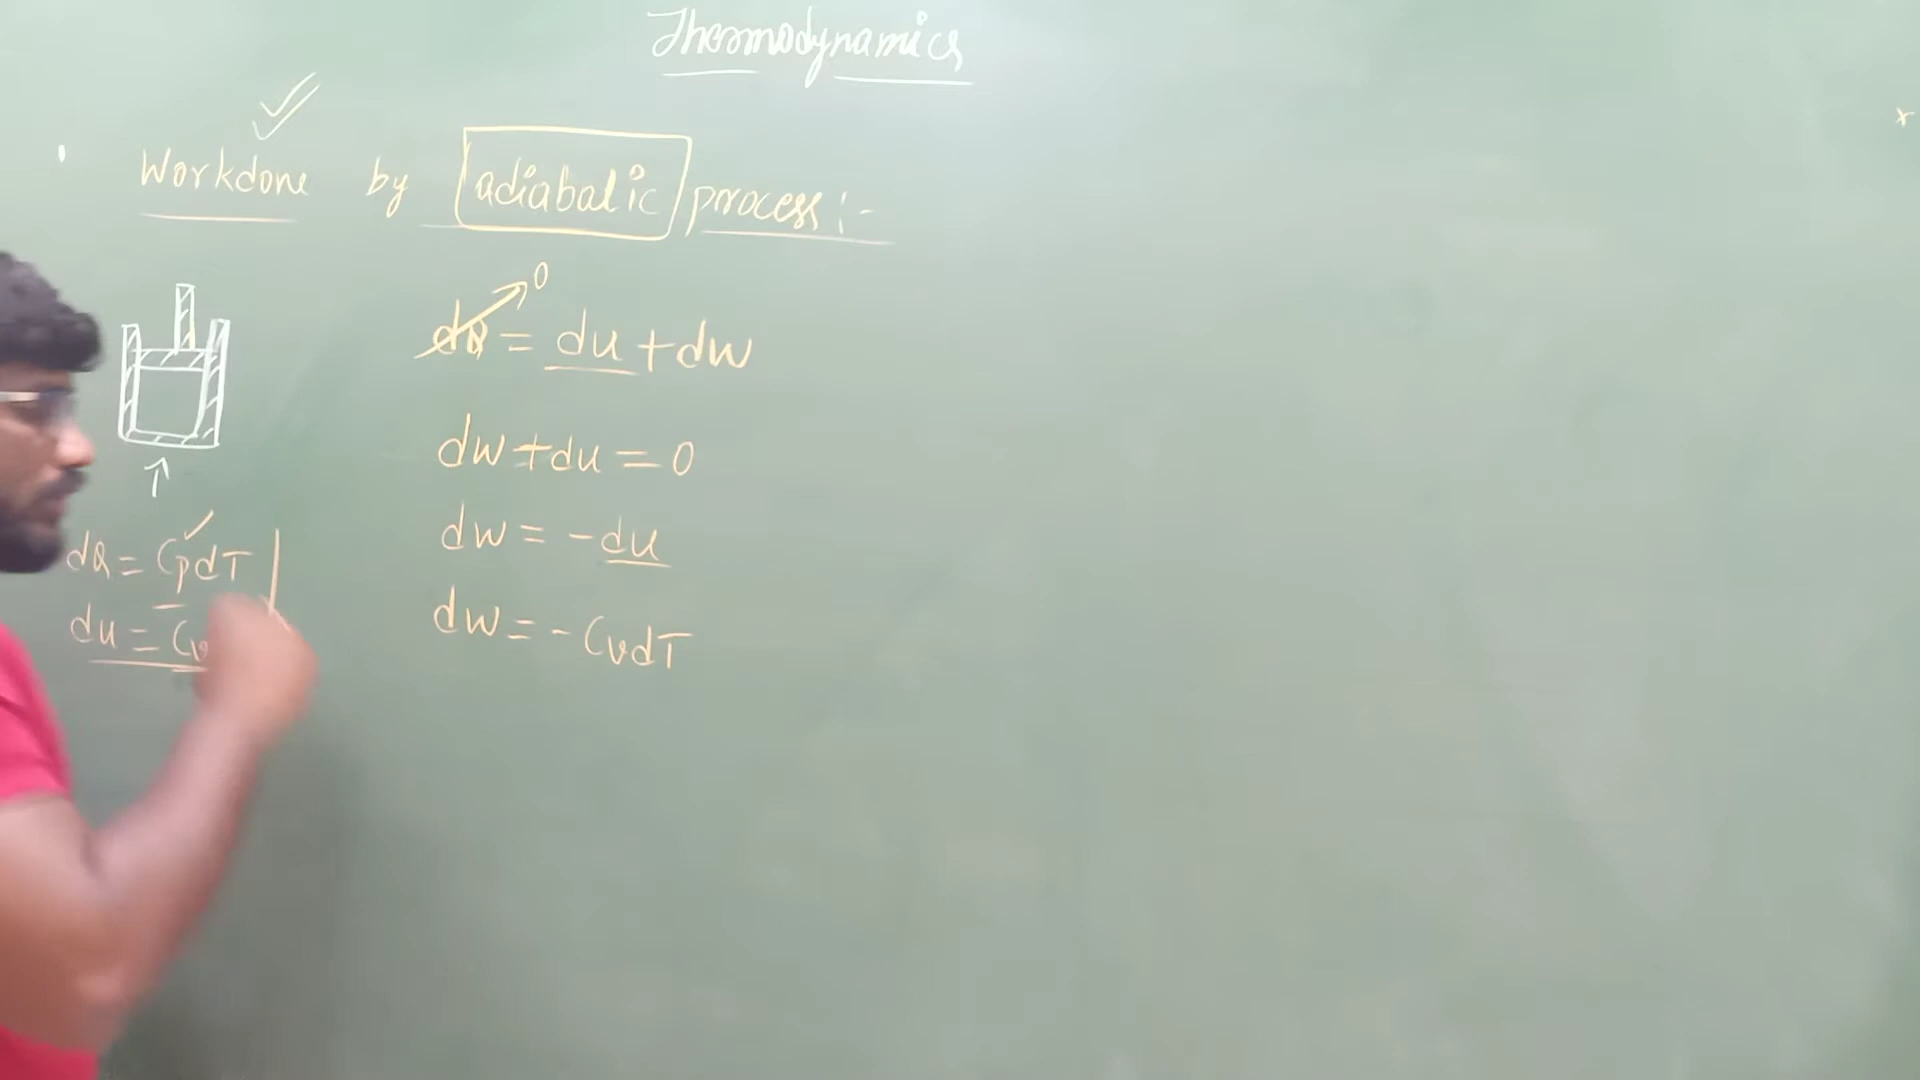 Thermodynamics
Workdone by adiabatic process :-
dQ = du + dw
0
dw + du = 0
dw = - du
dw = - CvdT
dQ = CpdT
du = Cv